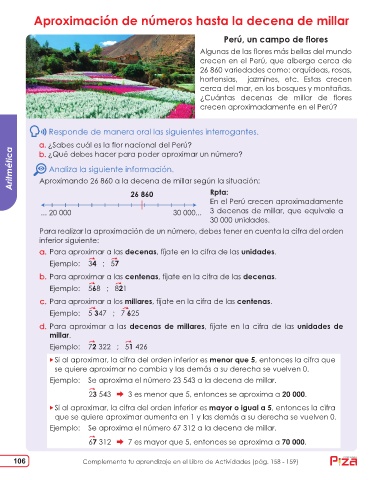 Aproximación de números hasta la decena de millar
Perú, un campo de flores
Algunas de las flores más bellas del mundo
crecen en el Perú, que alberga cerca de
26 860 variedades como: orquídeas, rosas,
hortensias, jazmines, etc. Estas crecen
cerca del mar, en los bosques y montañas.
¿Cuántas decenas de millar de flores
crecen aproximadamente en el Perú?
Responde de manera oral las siguientes interrogantes.
a. ¿Sabes cuál es la flor nacional del Perú?
b. ¿Qué debes hacer para poder aproximar un número?
Aritmética
Analiza la siguiente información.
Aproximando 26 860 a la decena de millar según la situación:
26 860
... 20 000 30 000...
Rpta:
En el Perú crecen aproximadamente
3 decenas de millar, que equivale a
30 000 unidades.
Para realizar la aproximación de un número, debes tener en cuenta la cifra del orden
inferior siguiente:
a. Para aproximar a las decenas, fíjate en la cifra de las unidades.
Ejemplo: 34 ; 57
b. Para aproximar a las centenas, fíjate en la cifra de las decenas.
Ejemplo: 568 ; 821
c. Para aproximar a los millares, fíjate en la cifra de las centenas.
Ejemplo: 5 347 ; 7 625
d. Para aproximar a las decenas de millares, fíjate en la cifra de las unidades de
millar.
Ejemplo: 72 322 ; 51 426
Si al aproximar, la cifra del orden inferior es menor que 5, entonces la cifra que
se quiere aproximar no cambia y las demás a su derecha se vuelven 0.
Ejemplo: Se aproxima el número 23 543 a la decena de millar.
23 543 ➡ 3 es menor que 5, entonces se aproxima a 20 000.
Si al aproximar, la cifra del orden inferior es mayor o igual a 5, entonces la cifra
que se quiere aproximar aumenta en 1 y las demás a su derecha se vuelven 0.
Ejemplo: Se aproxima el número 67 312 a la decena de millar.
67 312 ➡ 7 es mayor que 5, entonces se aproxima a 70 000.
106 Complementa tu aprendizaje en el Libro de Actividades (pág. 158 - 159)